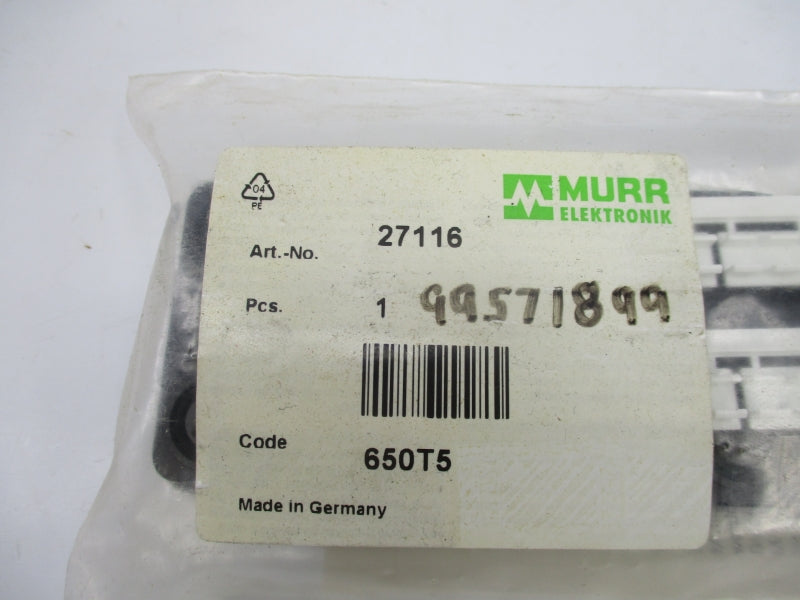 04
PE
MURR
ELEKTRONIK
Art.-No. 27116
Pcs. 1 99571899
Code 650T5
Made in Germany